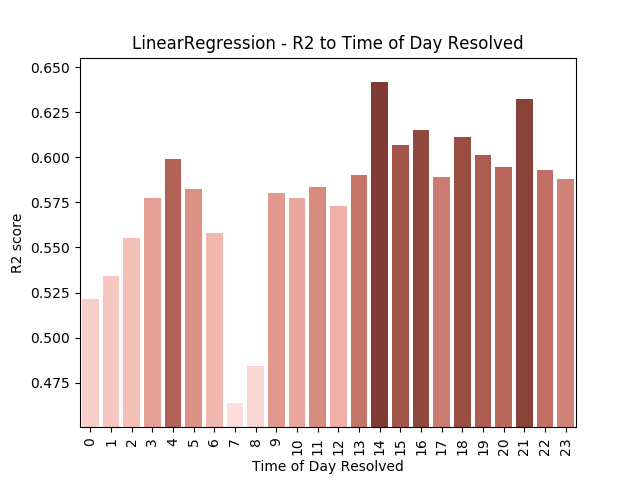 LinearRegression - R2 to Time of Day Resolved
0.650
0.625
0.600
0.575
0.550
0.525
0.500
0.475
R2 score
0 1 2 3 4 5 6 7 8 9 10 11 12 13 14 15 16 17 18 19 20 21 22 23
Time of Day Resolved